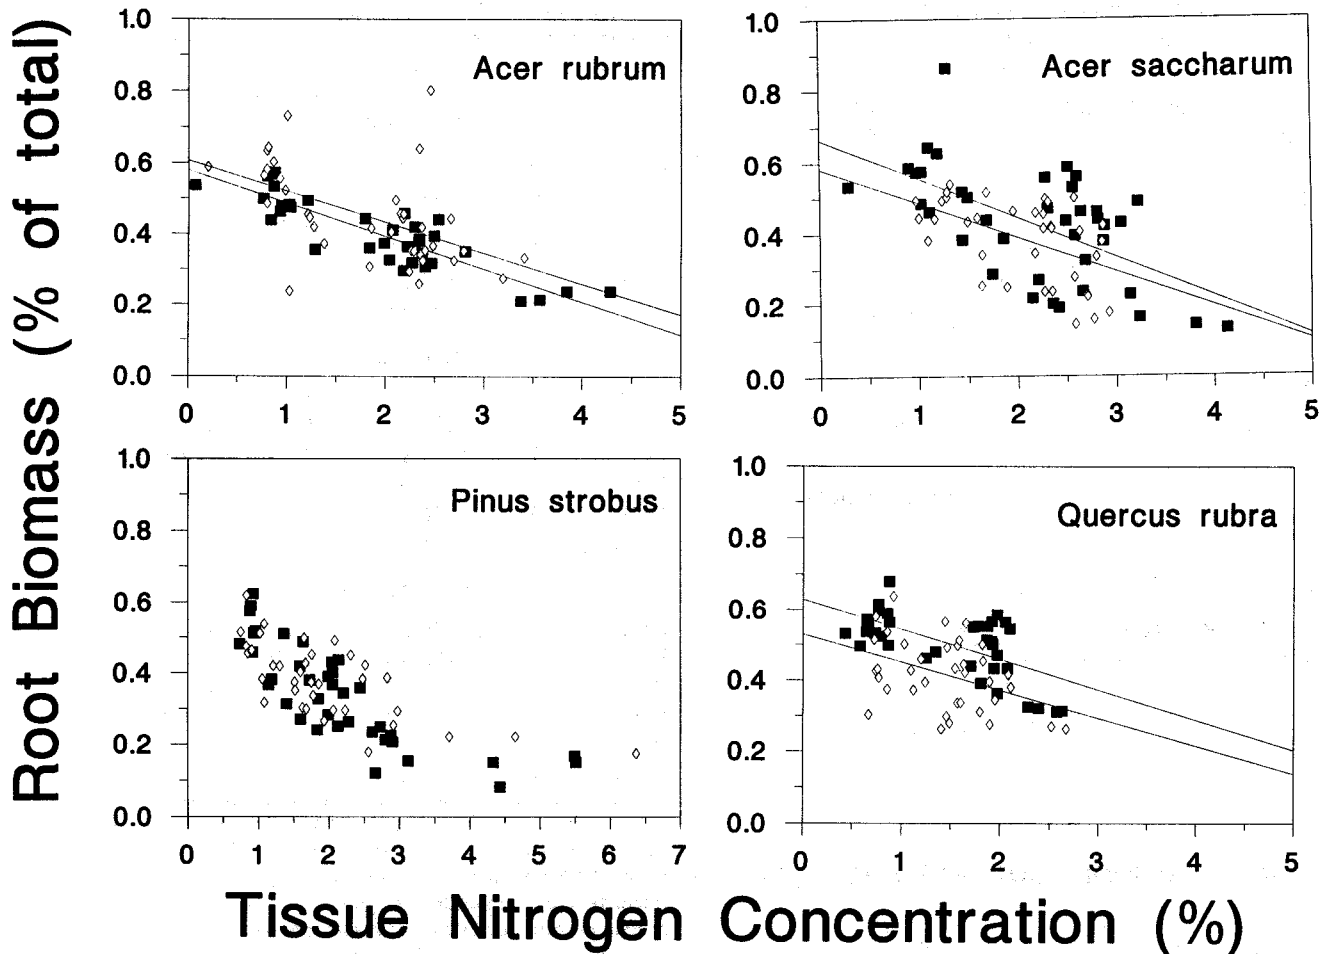 Root Biomass (% of total)
1.0
0.8
0.6
0.4
0.2
0.0
0 1 2 3 4 5
Acer rubrum
1.0
0.8
0.6
0.4
0.2
0.0
0 1 2 3 4 5
Acer saccharum
1.0
0.8
0.6
0.4
0.2
0.0
0 1 2 3 4 5 6 7
Pinus strobus
1.0
0.8
0.6
0.4
0.2
0.0
0 1 2 3 4 5
Quercus rubra
Tissue Nitrogen Concentration (%)